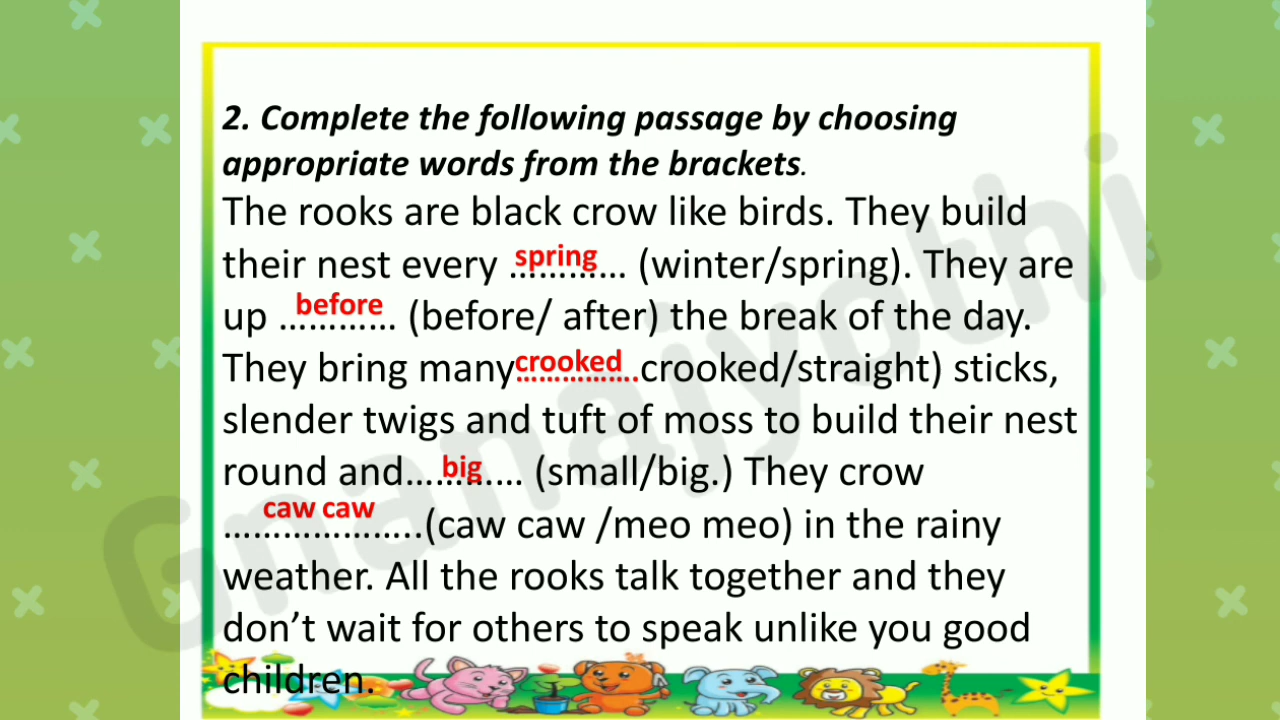 2. Complete the following passage by choosing
appropriate words from the brackets.
The rooks are black crow like birds. They build
their nest every ………… (winter/spring). They are
spring
up ………… (before/ after) the break of the day.
before
They bring many……………..crooked/straight) sticks,
crooked
slender twigs and tuft of moss to build their nest
round and………… (small/big.) They crow
big
………………..(caw caw /meo meo) in the rainy
caw caw
weather. All the rooks talk together and they
don’t wait for others to speak unlike you good
children.
Gnanajyothi